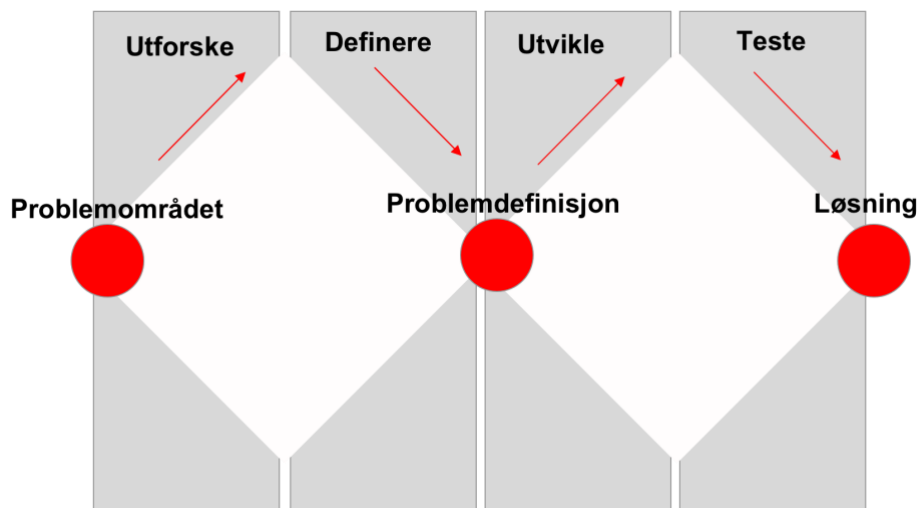 Utforske
Definere
Utvikle
Teste
Problemområdet
Problemdefinisjon
Løsning